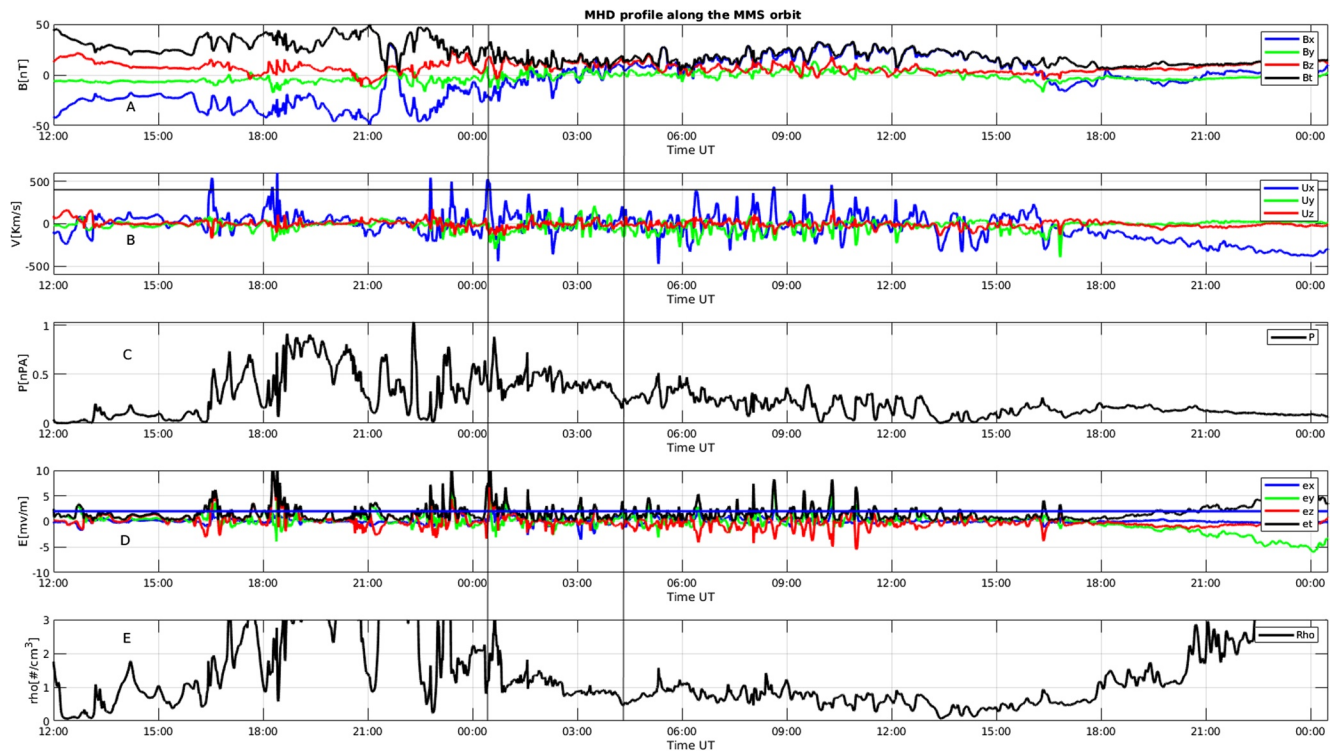 MHD profile along the MMS orbit
B[nT]
50
0
-50
A
Bx
By
Bz
Bt
12:00 15:00 18:00 21:00 00:00 03:00 06:00 09:00 12:00 15:00 18:00 21:00 00:00
Time UT
V[Km/s]
500
0
-500
B
Ux
Uy
Uz
12:00 15:00 18:00 21:00 00:00 03:00 06:00 09:00 12:00 15:00 18:00 21:00 00:00
Time UT
P[nPA]
1
0.5
0
C
P
12:00 15:00 18:00 21:00 00:00 03:00 06:00 09:00 12:00 15:00 18:00 21:00 00:00
Time UT
E[mv/m]
10
5
0
-5
-10
D
ex
ey
ez
et
12:00 15:00 18:00 21:00 00:00 03:00 06:00 09:00 12:00 15:00 18:00 21:00 00:00
Time UT
rho[#/cm³]
3
2
1
0
E
Rho
12:00 15:00 18:00 21:00 00:00 03:00 06:00 09:00 12:00 15:00 18:00 21:00 00:00
Time UT